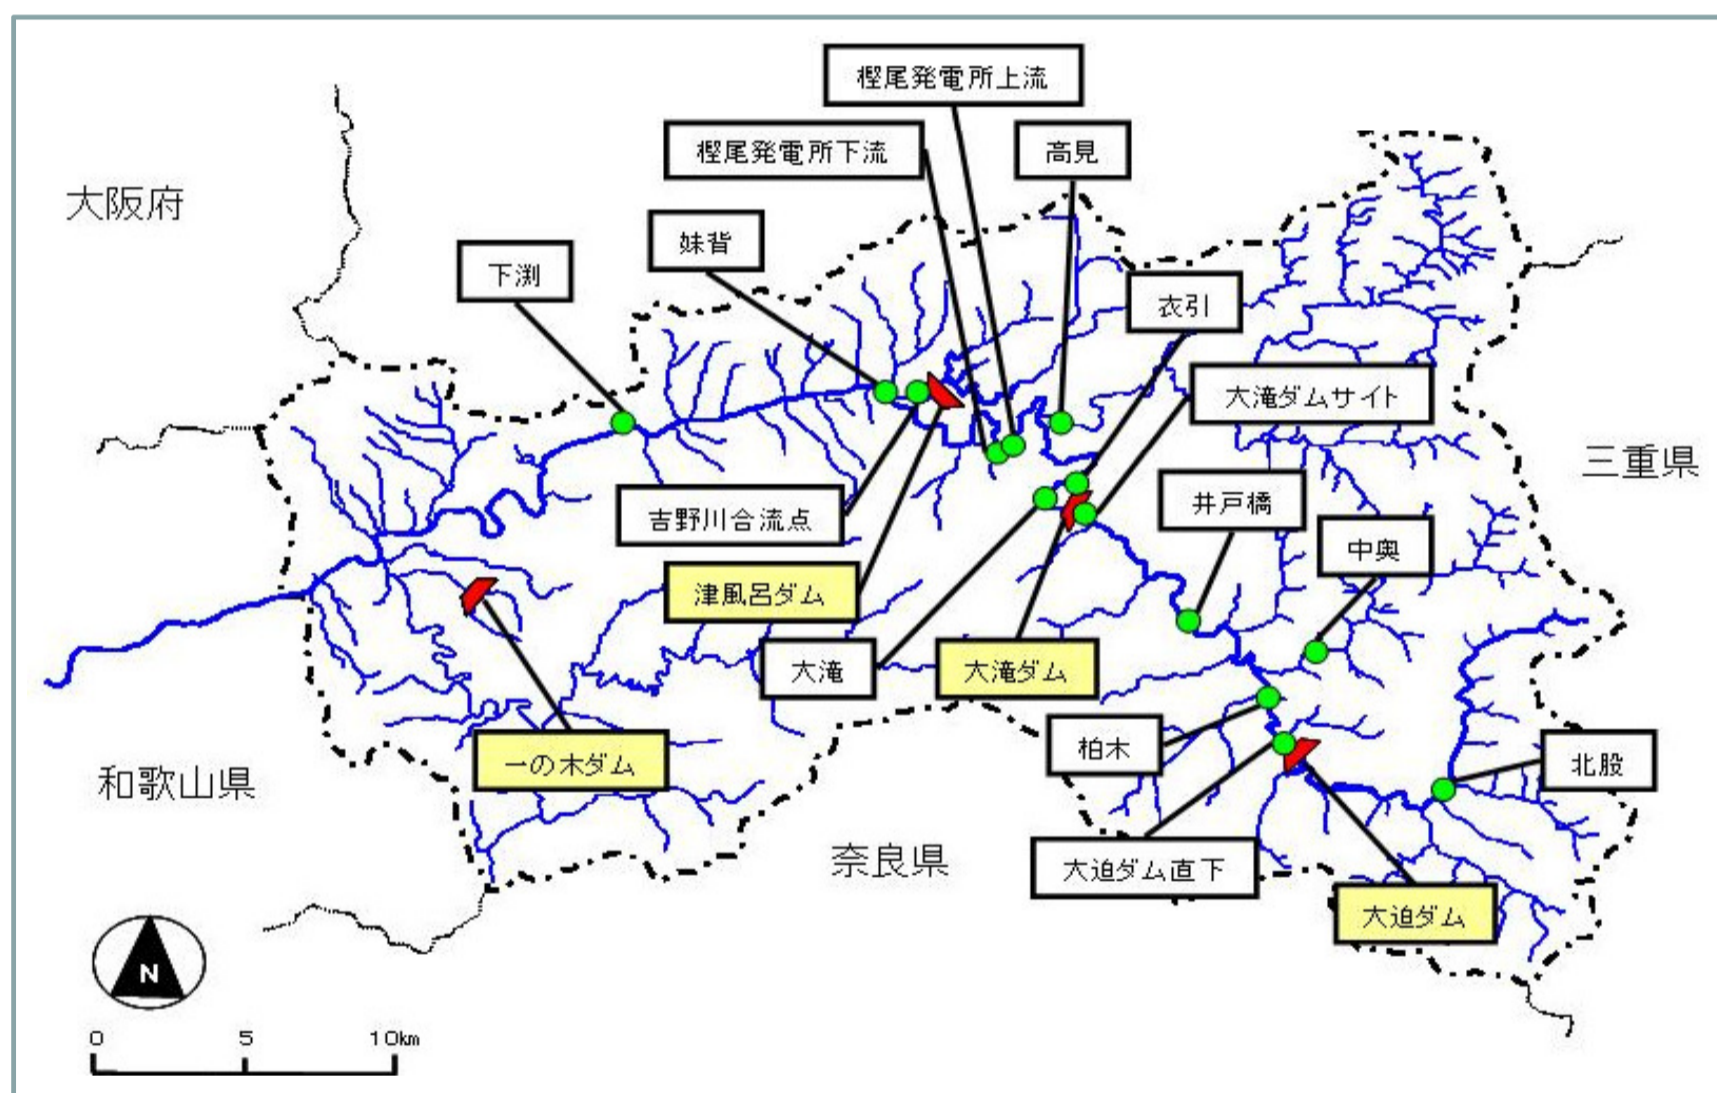 樫尾発電所上流
樫尾発電所下流
高見
大阪府
妹背
下渕
衣引
大滝ダムサイト
三重県
吉野川合流点
井戸橋
中奥
津風呂ダム
大滝
大滝ダム
柏木
一の木ダム
北股
和歌山県
奈良県
大迫ダム直下
大迫ダム
N
0 5 10km